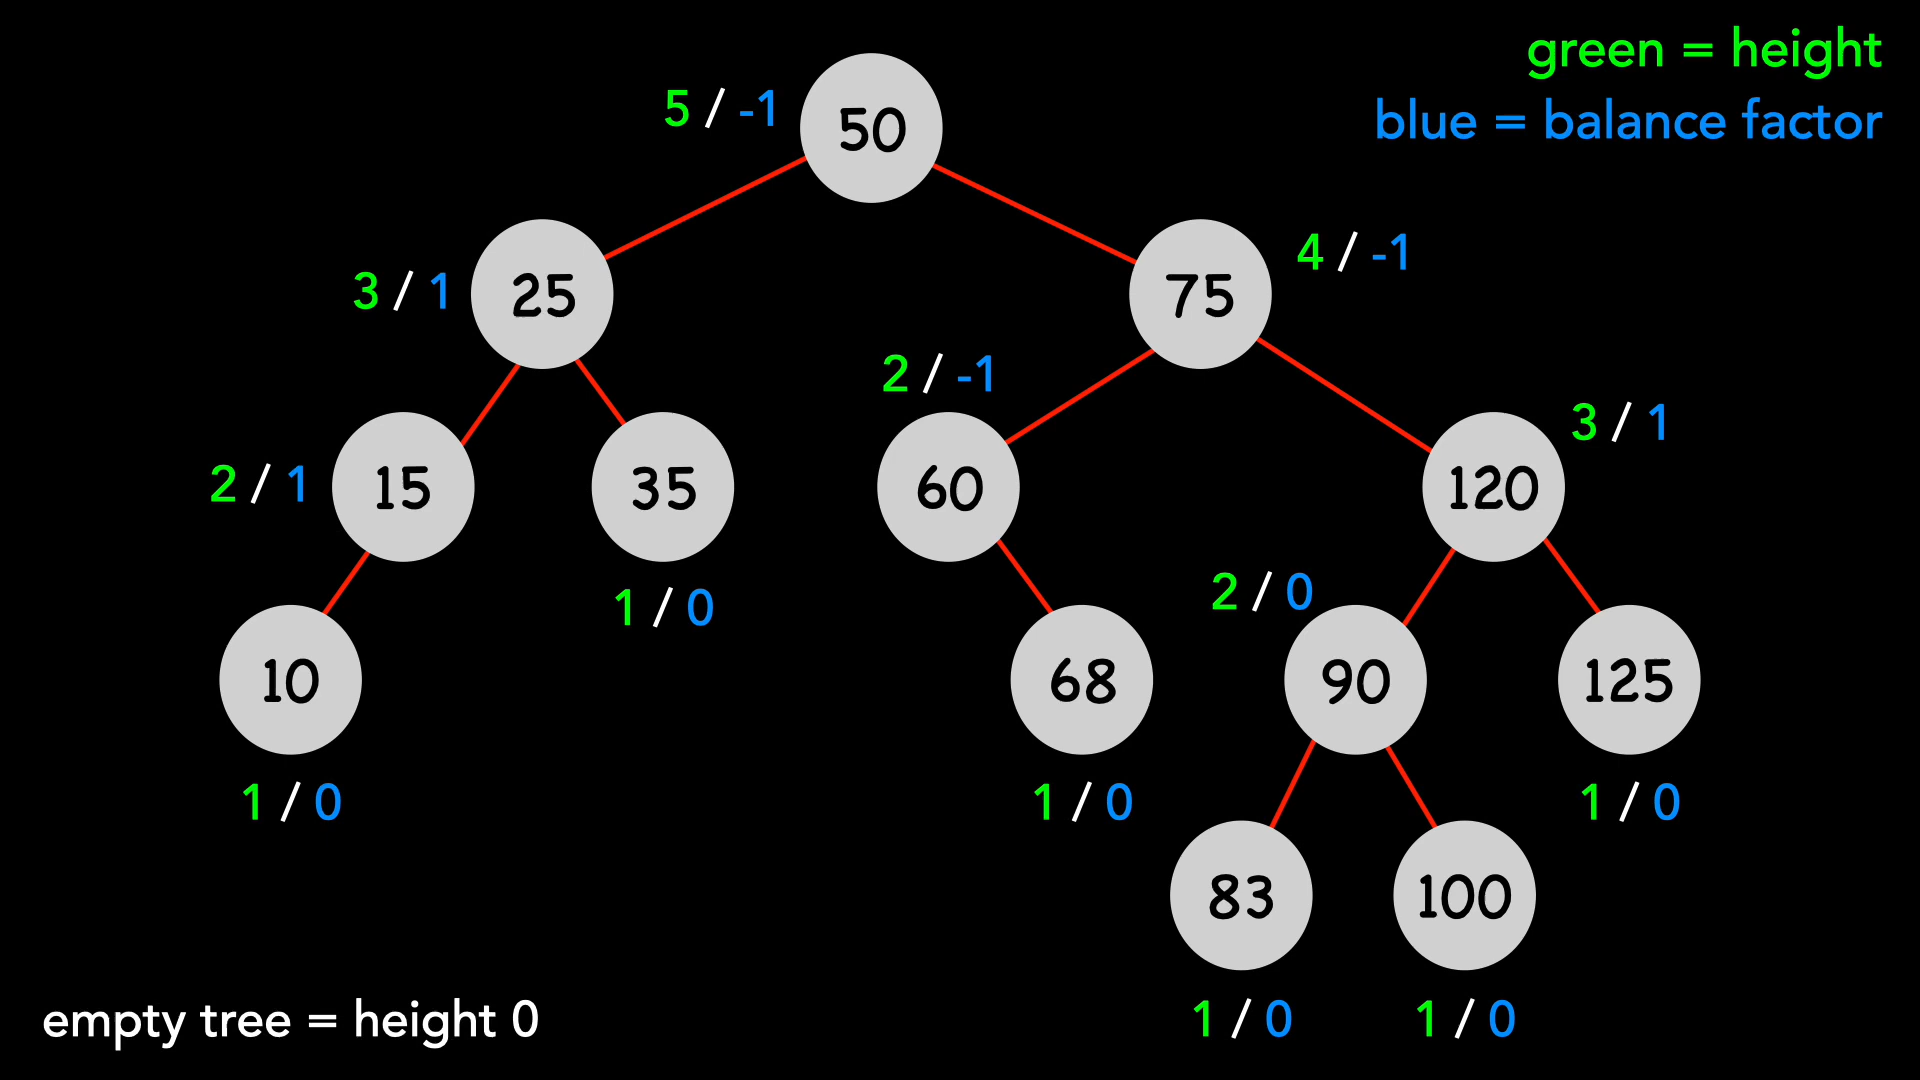 green = height
blue = balance factor
5 / -1
50
4 / -1
3 / 1
25
75
2 / -1
3 / 1
2 / 1
15
35
60
120
1 / 0
2 / 0
10
68
90
125
1 / 0
1 / 0
1 / 0
83
100
empty tree = height 0
1 / 0
1 / 0